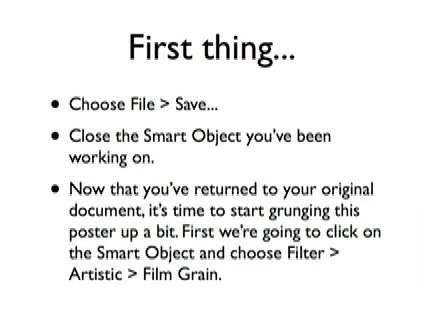 First thing...
• Choose File > Save...
• Close the Smart Object you've been
working on.
• Now that you've returned to your original
document, it's time to start grunging this
poster up a bit. First we're going to click on
the Smart Object and choose Filter >
Artistic > Film Grain.